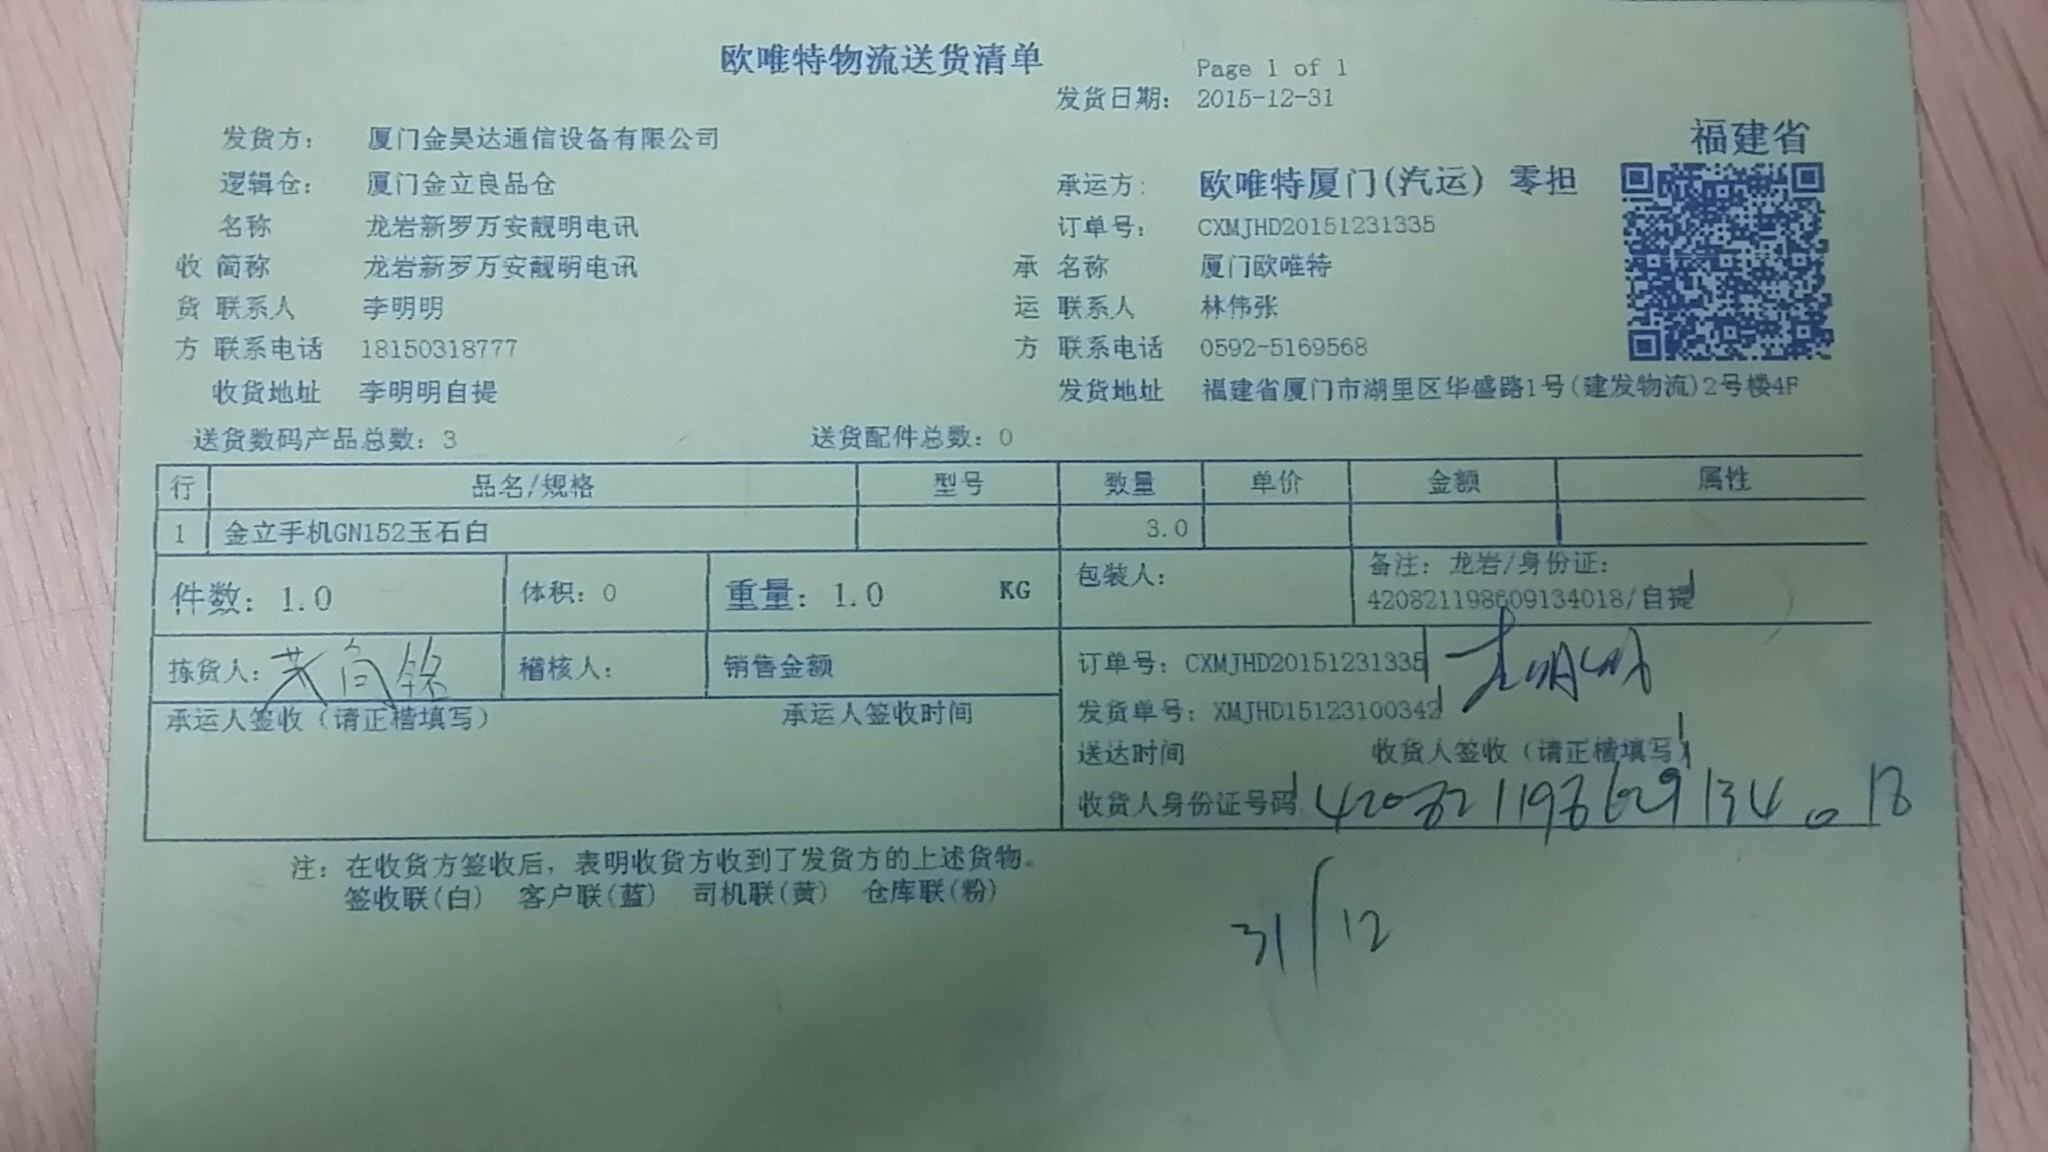 欧唯特物流送货清单
Page 1 of 1
发货日期: 2015-12-31
福建省
发货方: 厦门金昊达通信设备有限公司
逻辑仓: 厦门金立良品仓 承运方: 欧唯特厦门(汽运) 零担
名称 龙岩新罗万安靓明电讯 订单号: CXMJHD20151231335
收 简称 龙岩新罗万安靓明电讯 承 名称 厦门欧唯特
货 联系人 李明明 运 联系人 林伟张
方 联系电话 18150318777 方 联系电话 0592-5169568
收货地址 李明明自提 发货地址 福建省厦门市湖里区华盛路1号(建发物流)2号楼4F
送货数码产品总数: 3 送货配件总数: 0
行 品名/规格 型号 数量 单价 金额 属性
1 金立手机GN152玉石白 3.0
件数: 1.0 体积: 0 重量: 1.0 KG 包装人: 备注: 龙岩/身份证:
420821198609134018/自提
拣货人: 稽核人: 销售金额 订单号: CXMJHD20151231335 李明明
承运人签收 (请正楷填写) 承运人签收时间 发货单号: XMJHD15123100342
送达时间 收货人签收 (请正楷填写)
收货人身份证号码
注: 在收货方签收后, 表明收货方收到了发货方的上述货物。
签收联(白) 客户联(蓝) 司机联(黄) 仓库联(粉)
31/12